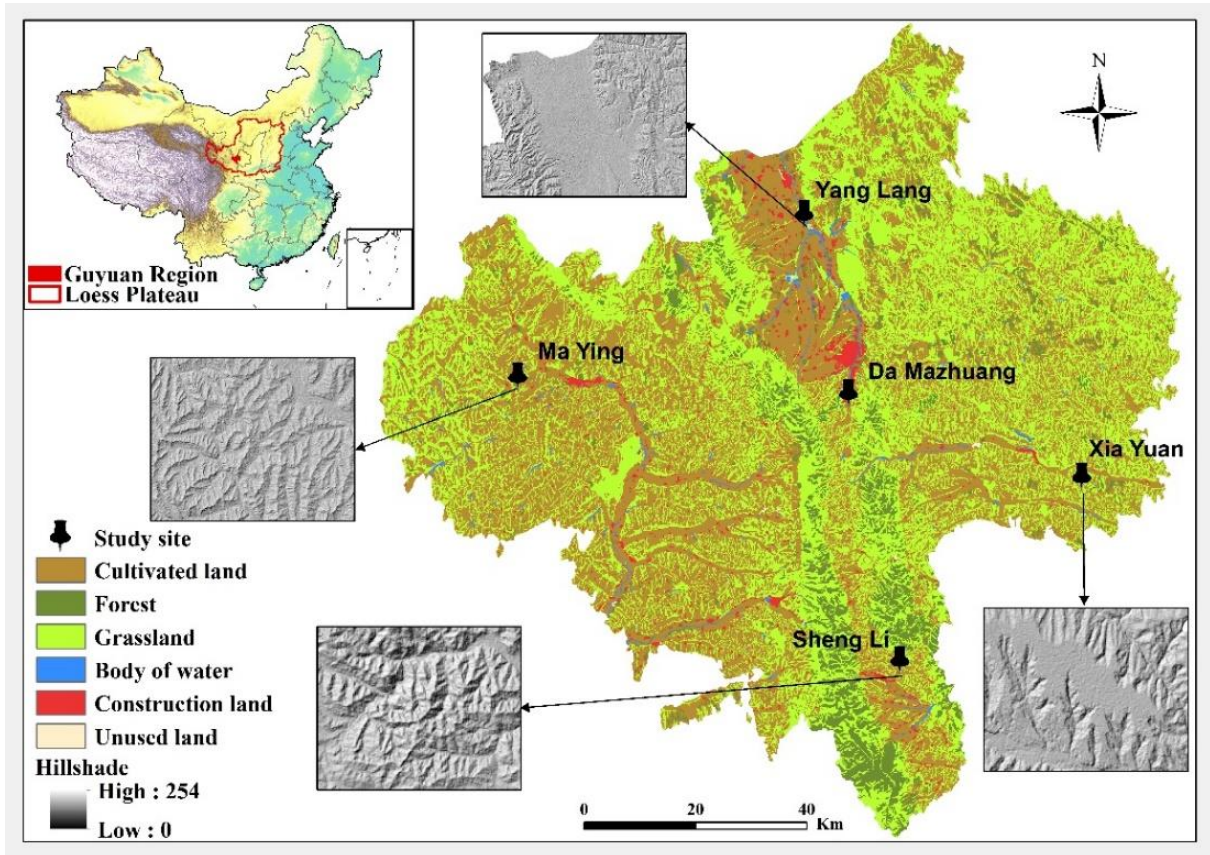 Guyuan Region
Loess Plateau
N
Yang Lang
Ma Ying
Da Mazhuang
Xia Yuan
Sheng Li
Study site
Cultivated land
Forest
Grassland
Body of water
Construction land
Unused land
Hillshade
High : 254
Low : 0
0 20 40
Km